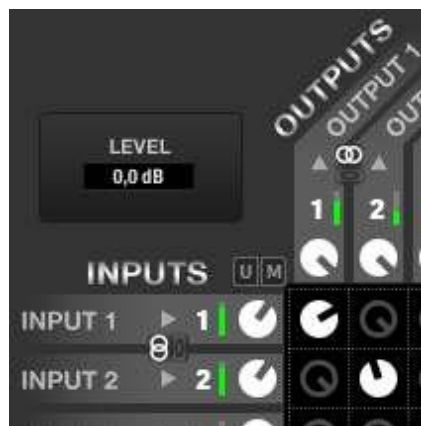 OUTPUTS
OUTPUT 1
LEVEL
0,0 dB
1 2
INPUTS U M
INPUT 1 1
INPUT 2 2